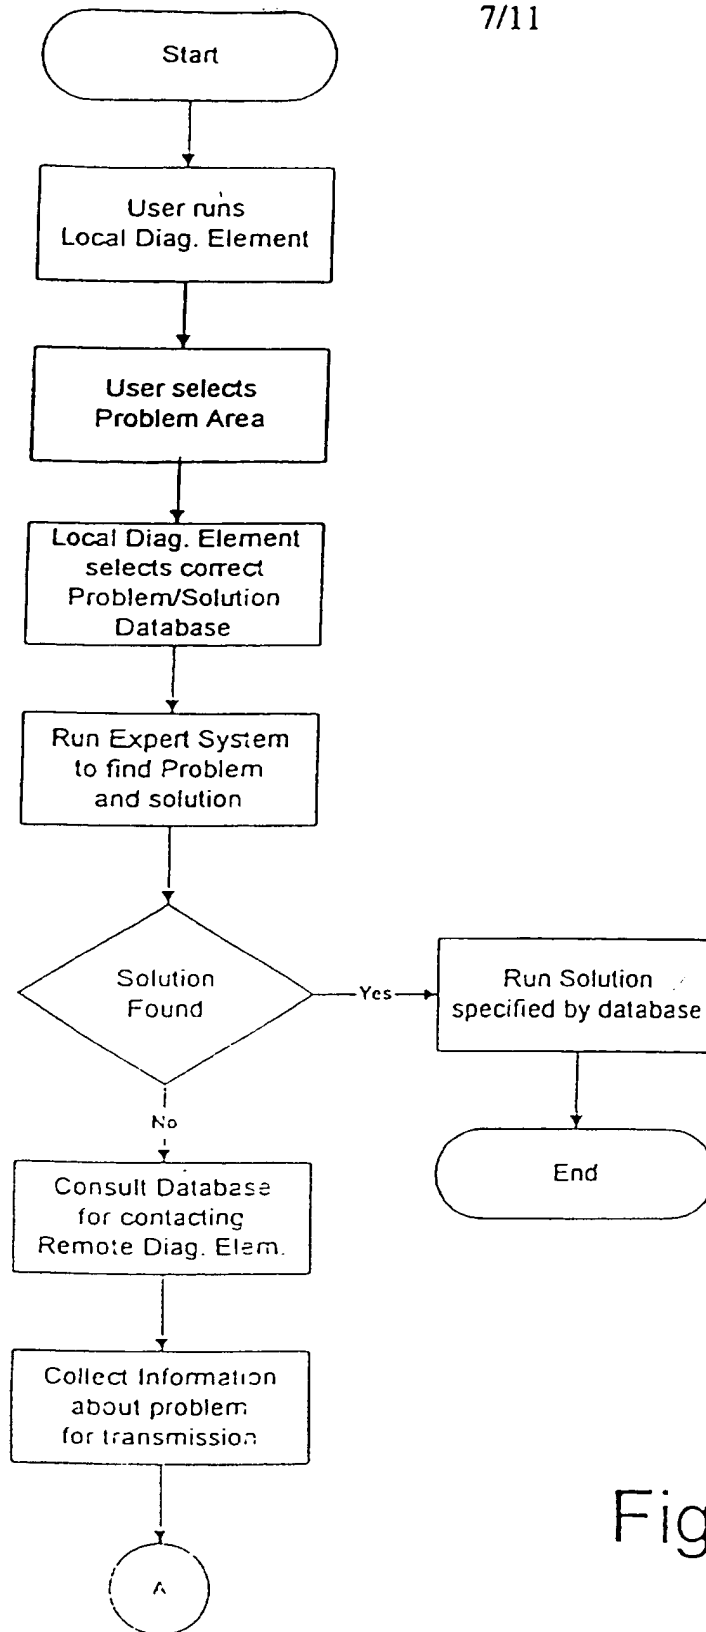 7/11
Start
User runs
Local Diag. Element
User selects
Problem Area
Local Diag. Element
selects correct
Problem/Solution
Database
Run Expert System
to find Problem
and solution
Solution
Found
Yes
Run Solution
specified by database
End
No
Consult Database
for contacting
Remote Diag. Elem.
Collect Information
about problem
for transmission
A
Fig